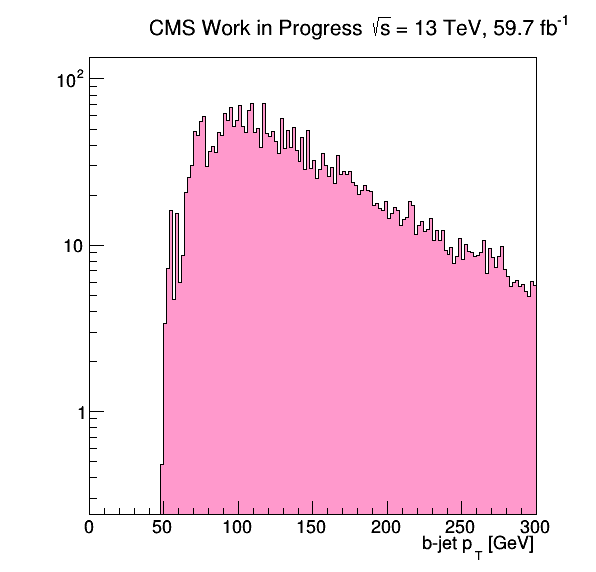 CMS Work in Progress √s = 13 TeV, 59.7 fb⁻¹
10²
10
1
0 50 100 150 200 250 300
b-jet p_T [GeV]